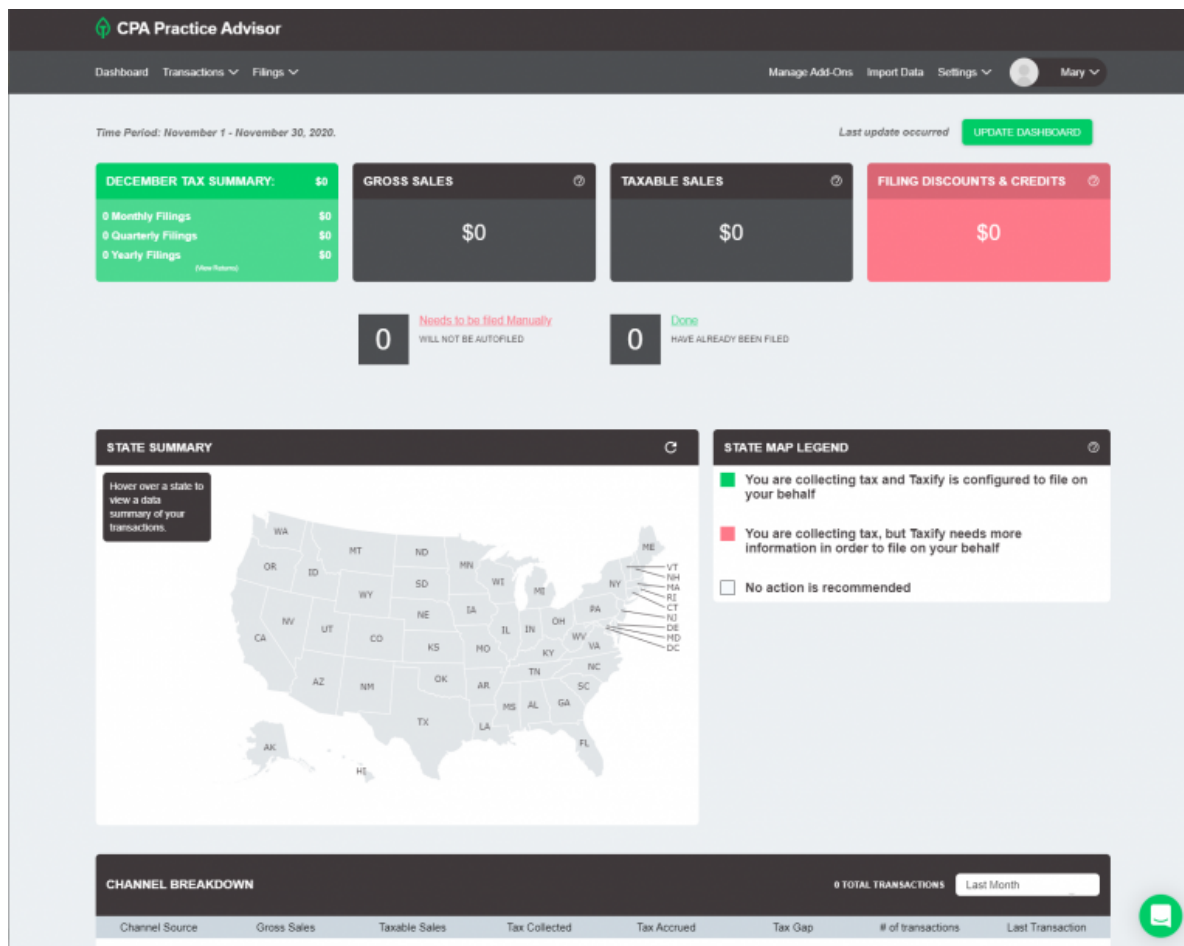 CPA Practice Advisor
Dashboard Transactions Filings Manage Add-Ons Import Data Settings Mary
Time Period: November 1 - November 30, 2020. Last update occurred UPDATE DASHBOARD
DECEMBER TAX SUMMARY: $0
0 Monthly Filings $0
0 Quarterly Filings $0
0 Yearly Filings $0
(View Returns)
GROSS SALES
$0
TAXABLE SALES
$0
FILING DISCOUNTS & CREDITS
$0
0
Needs to be filed Manually
WILL NOT BE AUTOFILED
0
Done
HAVE ALREADY BEEN FILED
STATE SUMMARY
Hover over a state to
view a data
summary of your
transactions.
WA
MT
ND
MN
ME
OR
ID
SD
WI
MI
NY
VT
NH
MA
RI
CT
NJ
DE
MD
DC
WY
NE
IA
PA
NV
UT
CO
IL
IN
OH
WV
VA
CA
KS
MO
KY
NC
TN
AZ
NM
OK
AR
SC
MS
AL
GA
TX
LA
FL
AK
HI
STATE MAP LEGEND
You are collecting tax and Taxify is configured to file on
your behalf
You are collecting tax, but Taxify needs more
information in order to file on your behalf
No action is recommended
CHANNEL BREAKDOWN 0 TOTAL TRANSACTIONS Last Month
Channel Source Gross Sales Taxable Sales Tax Collected Tax Accrued Tax Gap # of transactions Last Transaction